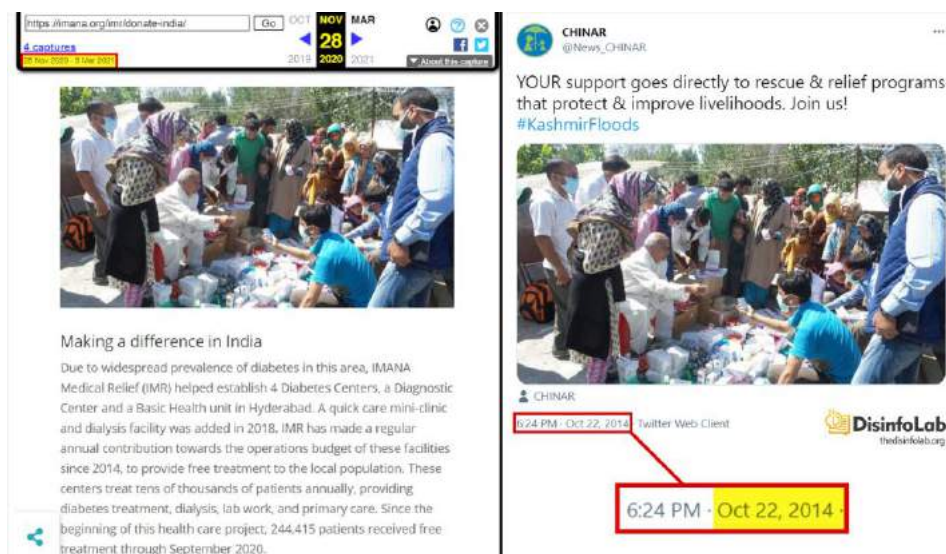 https://imana.org/imr/donate-india/
Go
OCT
NOV
MAR
28
4 captures
28 Nov 2020 - 9 Mar 2021
2019
2020
2021
About this capture
Making a difference in India
Due to widespread prevalence of diabetes in this area, IMANA
Medical Relief (IMR) helped establish 4 Diabetes Centers, a Diagnostic
Center and a Basic Health unit in Hyderabad. A quick care mini-clinic
and dialysis facility was added in 2018. IMR has made a regular
annual contribution towards the operations budget of these facilities
since 2014, to provide free treatment to the local population. These
centers treat tens of thousands of patients annually, providing
diabetes treatment, dialysis, lab work, and primary care. Since the
beginning of this health care project, 244,415 patients received free
treatment through September 2020.
CHINAR
@News_CHINAR
YOUR support goes directly to rescue & relief programs
that protect & improve livelihoods. Join us!
#KashmirFloods
CHINAR
6:24 PM · Oct 22, 2014 · Twitter Web Client
DisinfoLab
thedisinfolab.org
6:24 PM · Oct 22, 2014 ·